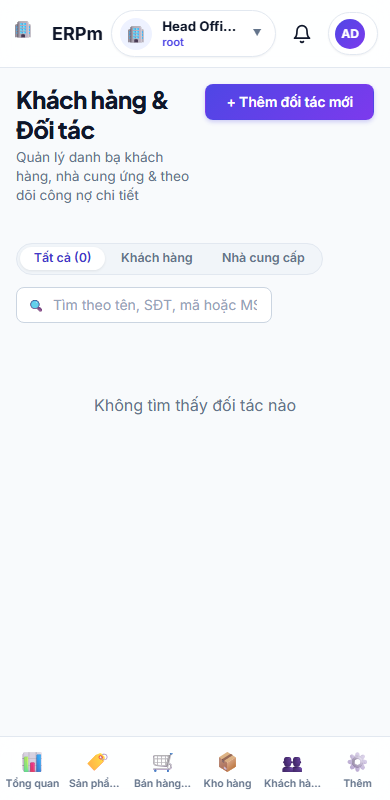 ERPm
Head Offi...
root
▼
AD
Khách hàng &
Đối tác
+ Thêm đối tác mới
Quản lý danh bạ khách
hàng, nhà cung ứng & theo
dõi công nợ chi tiết
Tất cả (0)
Khách hàng
Nhà cung cấp
Tìm theo tên, SĐT, mã hoặc MS
Không tìm thấy đối tác nào
Tổng quan
Sản phẩ...
Bán hàng...
Kho hàng
Khách hà...
Thêm